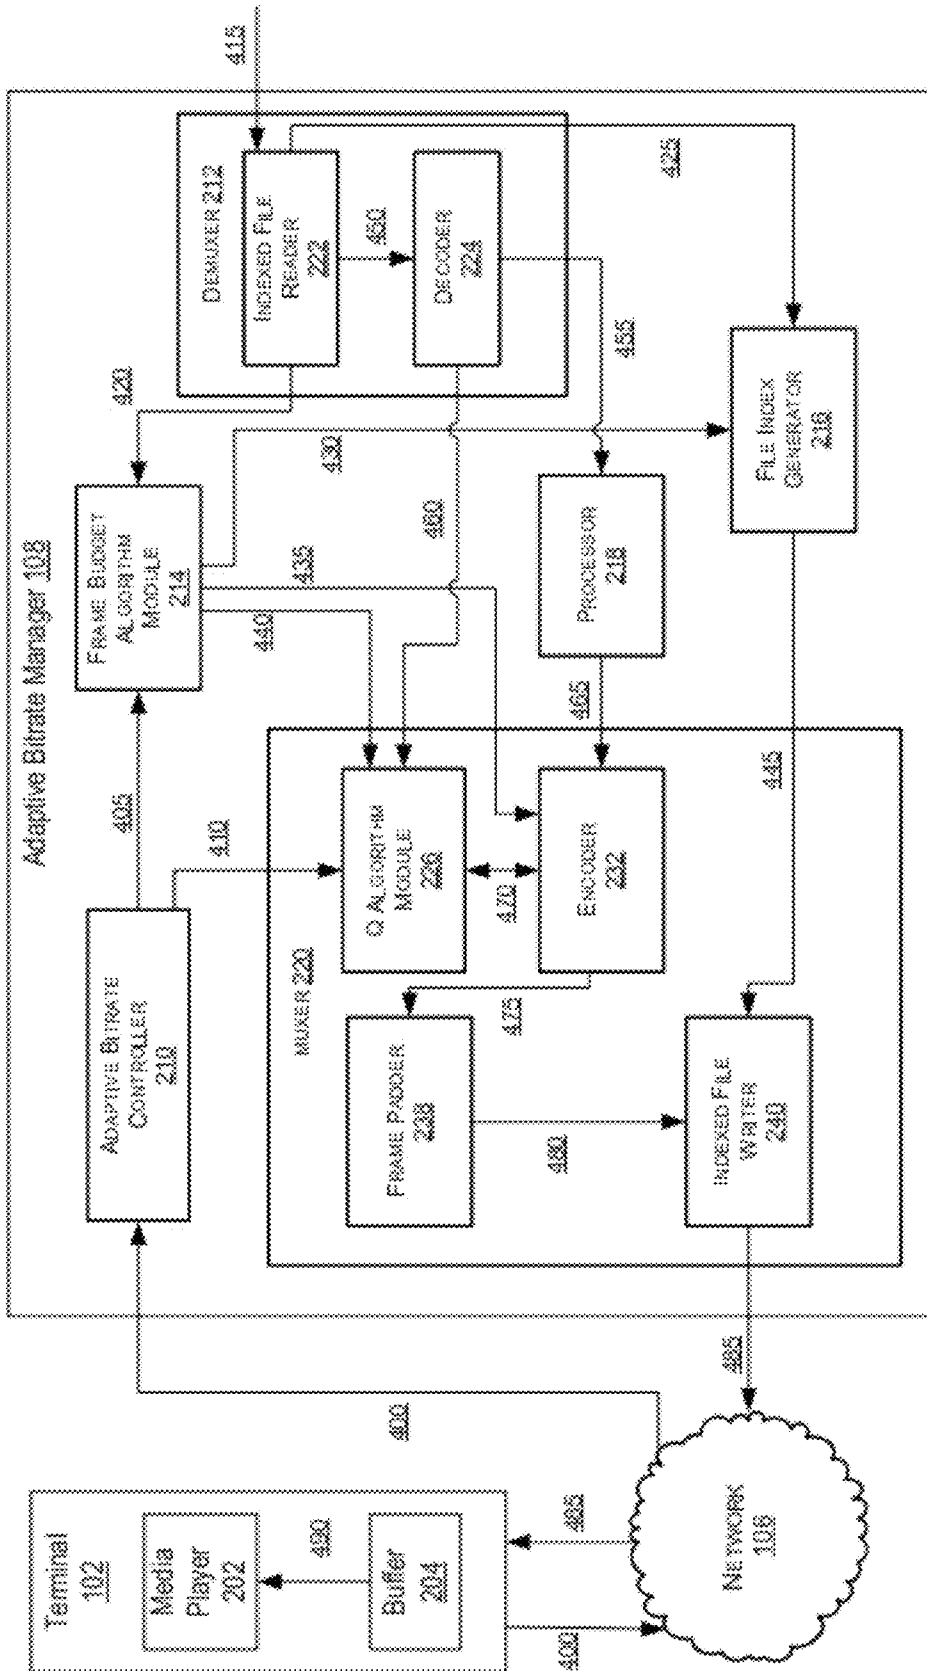 Adaptive Bitrate Manager 108
Terminal
102
Media
Player
202
490
Buffer
204
400
485
NETWORK
106
400
485
ADAPTIVE BITRATE
CONTROLLER
210
405
410
FRAME BUDGET
ALGORITHM
MODULE
214
420
430
435
440
DEMUXER 212
INDEXED FILE
READER
222
415
450
DECODER
224
425
455
460
PROCESSOR
218
465
FILE INDEX
GENERATOR
216
445
MUXER 220
Q ALGORITHM
MODULE
470
ENCODER
232
475
FRAME PADDER
480
INDEXED FILE
WRITER
240